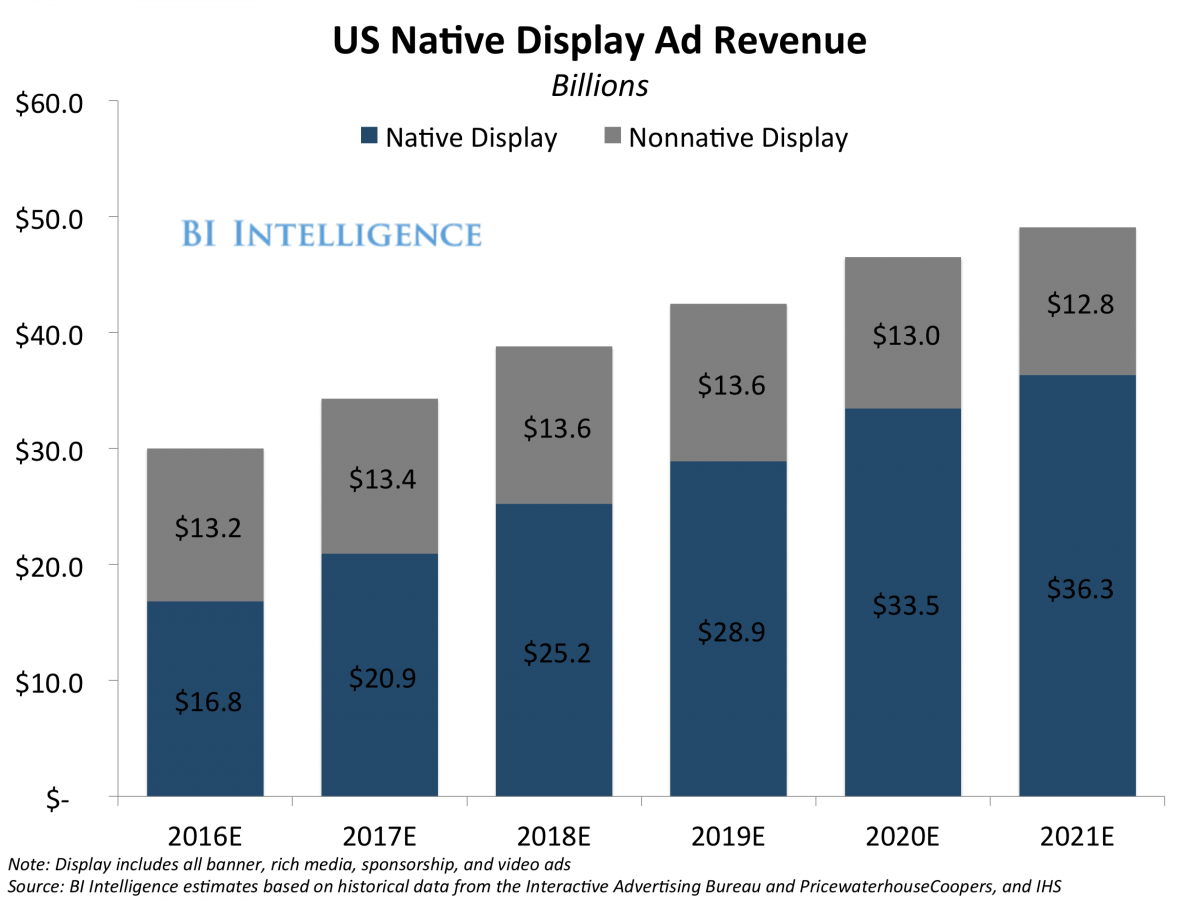 US Native Display Ad Revenue
Billions
Native Display Nonnative Display
BI INTELLIGENCE
$60.0
$50.0
$40.0
$30.0
$20.0
$10.0
$-
$13.2
$13.4
$13.6
$13.6
$13.0
$12.8
$16.8
$20.9
$25.2
$28.9
$33.5
$36.3
2016E 2017E 2018E 2019E 2020E 2021E
Note: Display includes all banner, rich media, sponsorship, and video ads
Source: BI Intelligence estimates based on historical data from the Interactive Advertising Bureau and PricewaterhouseCoopers, and IHS